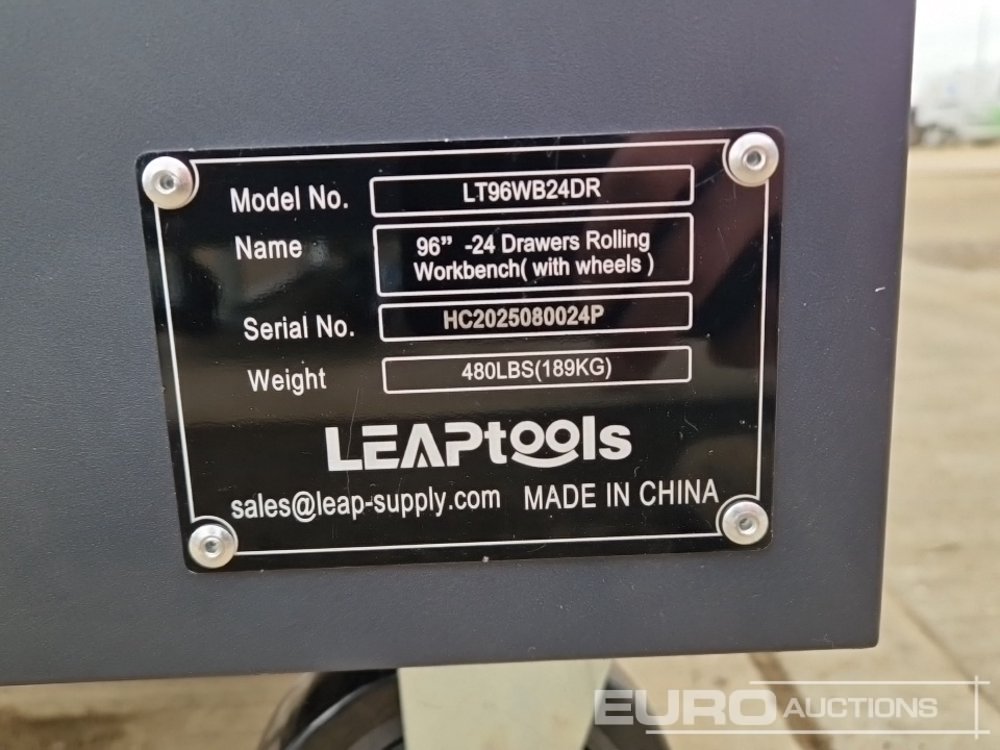 Model No. LT96WB24DR
Name 96” -24 Drawers Rolling
Workbench( with wheels )
Serial No. HC2025080024P
Weight 480LBS(189KG)
LEAPtools
sales@leap-supply.com MADE IN CHINA
EURO AUCTIONS